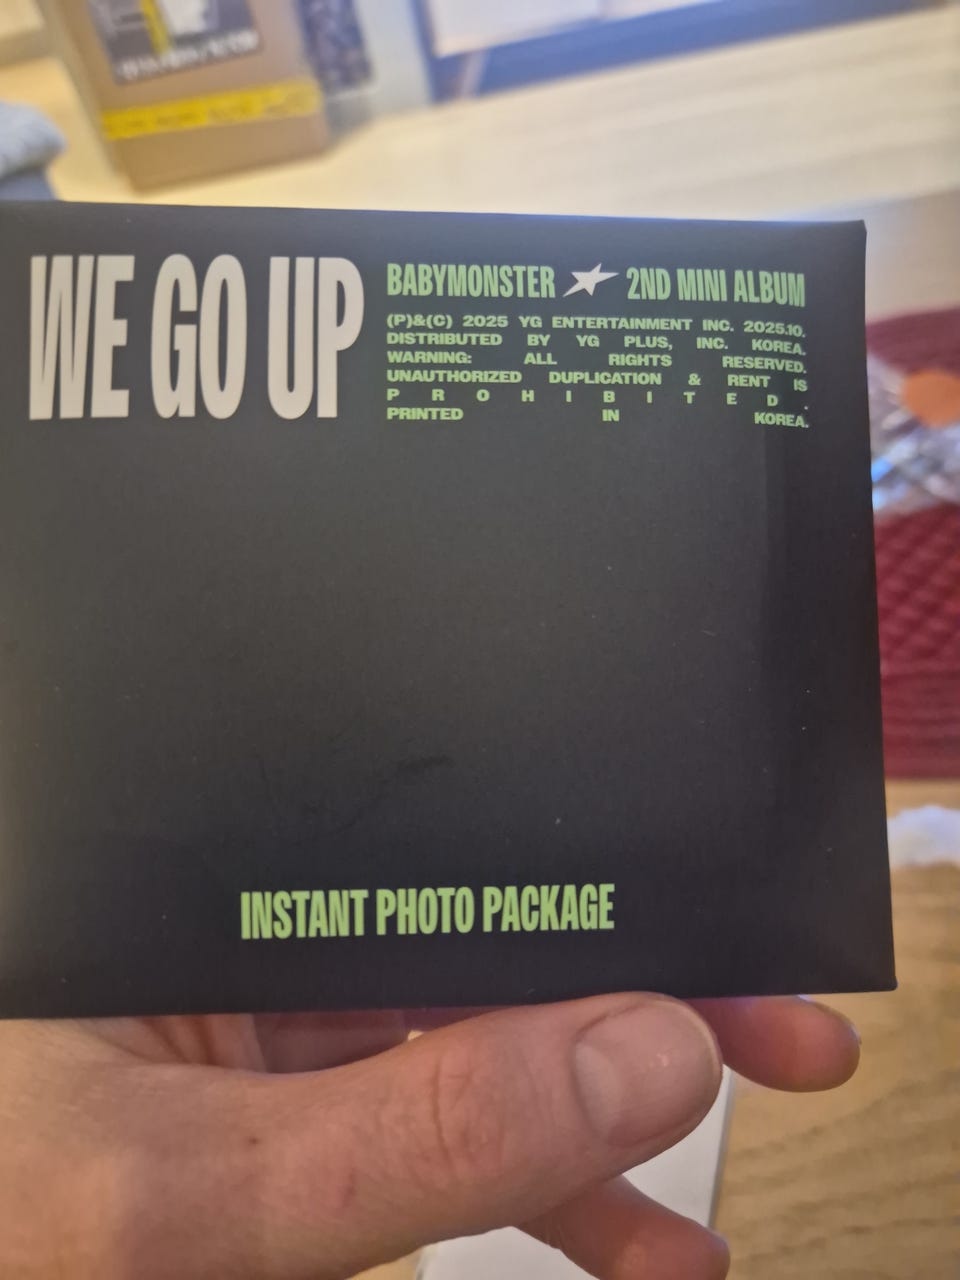 WE GO UP
BABYMONSTER 2ND MINI ALBUM
(P)&(C) 2025 YG ENTERTAINMENT INC. 2025.10.
DISTRIBUTED BY YG PLUS, INC. KOREA.
WARNING: ALL RIGHTS RESERVED.
UNAUTHORIZED DUPLICATION & RENT IS
PROHIBITED.
PRINTED IN KOREA.
INSTANT PHOTO PACKAGE